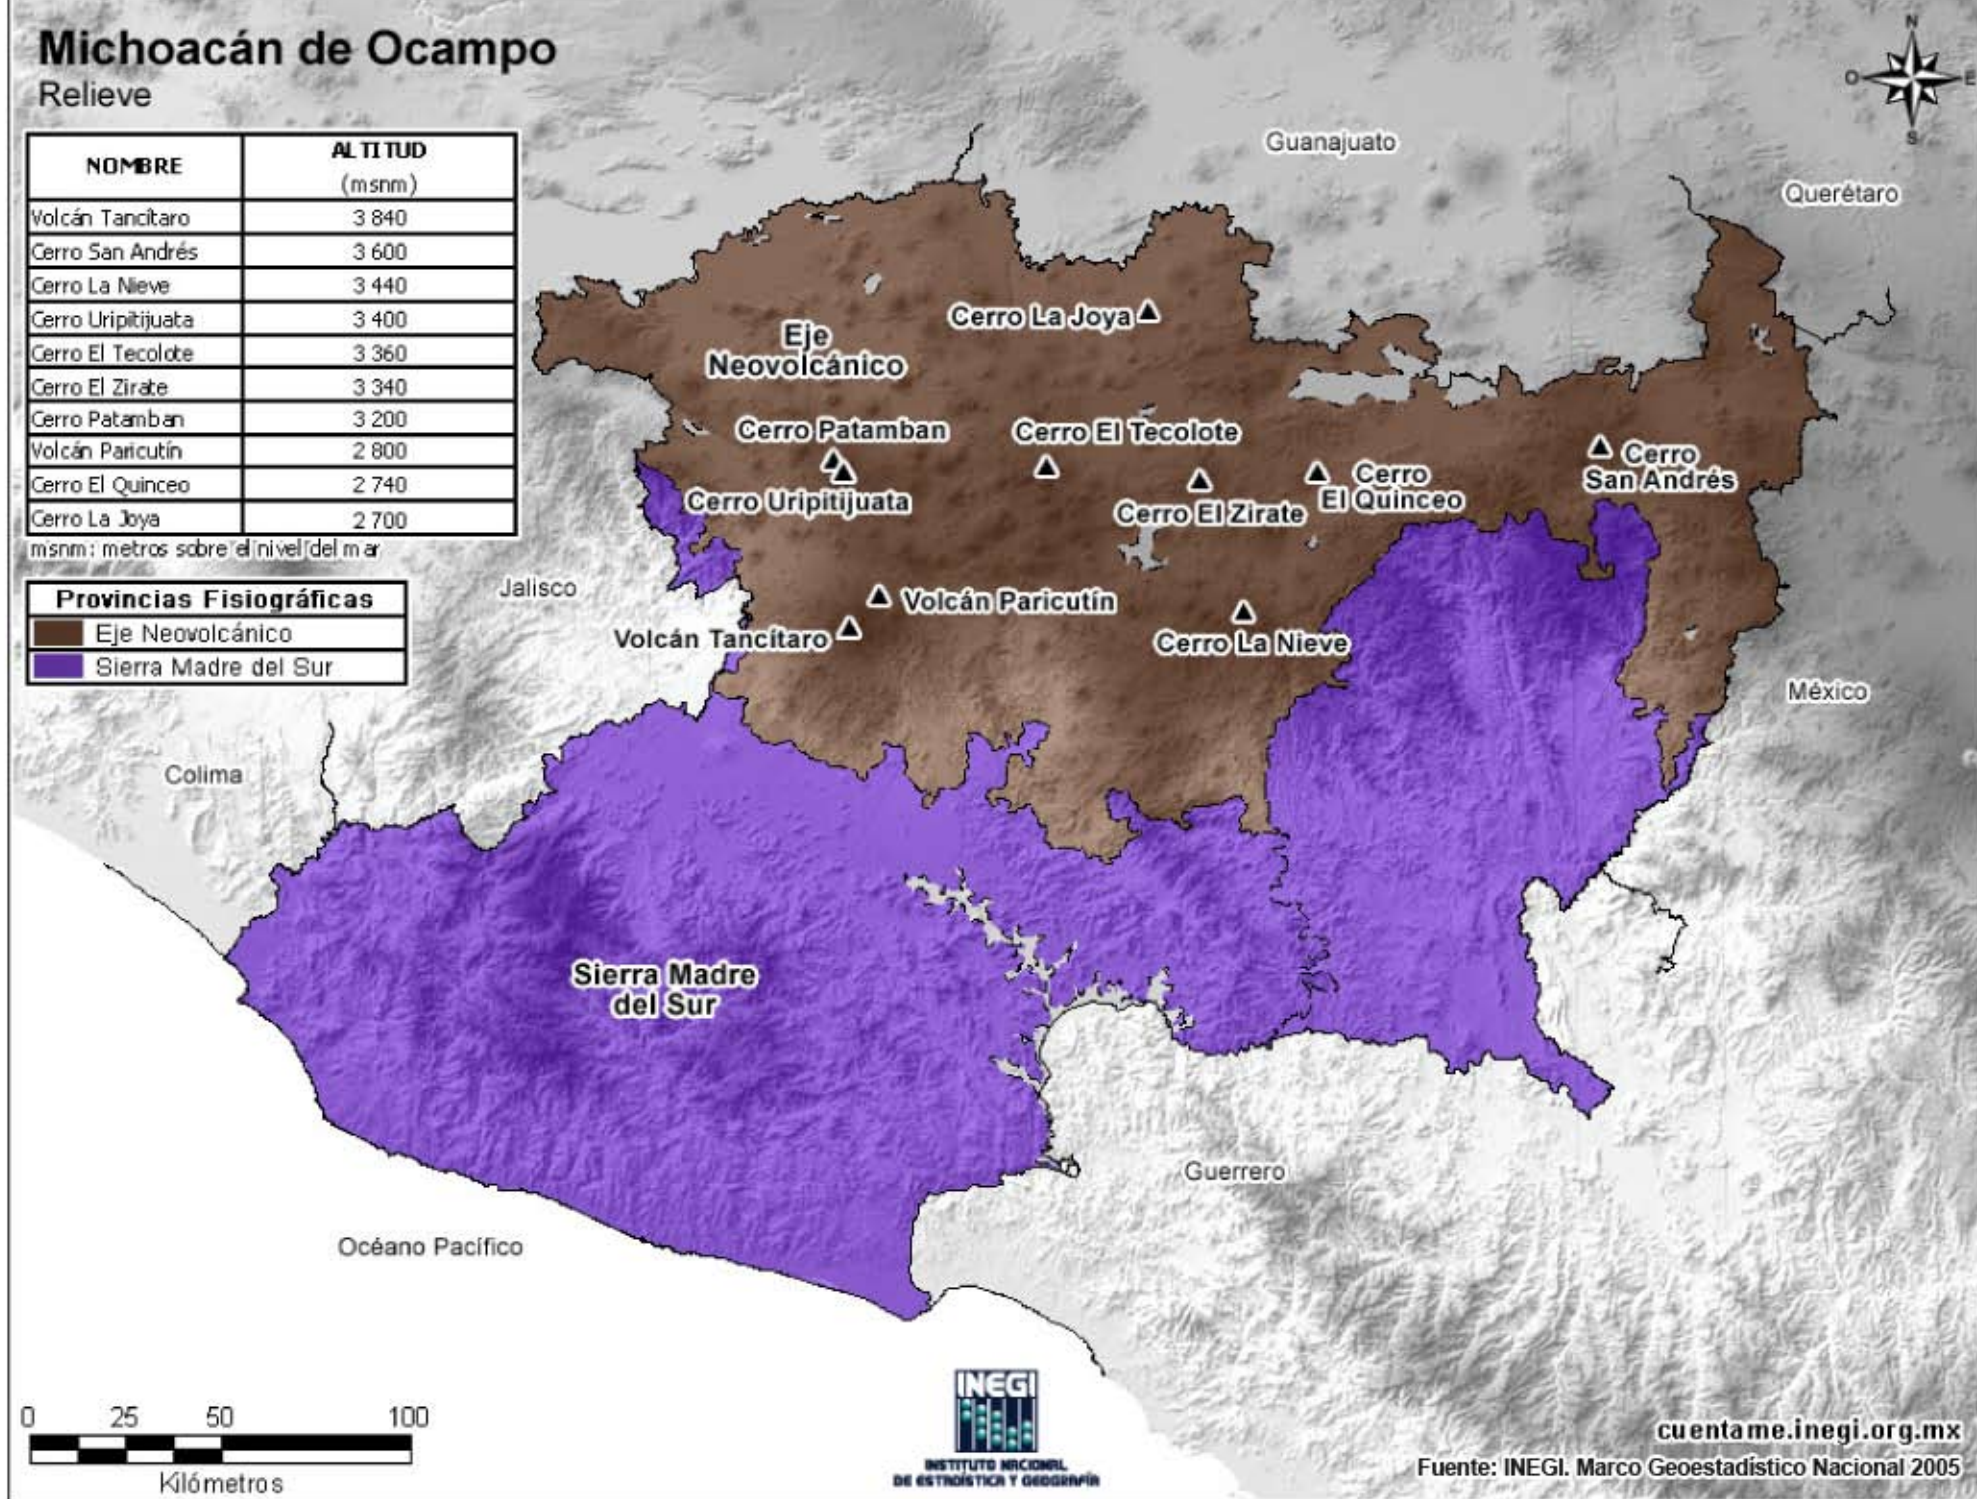 Michoacán de Ocampo
Relieve
NOMBRE ALTITUD
(msnm)
Volcán Tancítaro 3 840
Cerro San Andrés 3 600
Cerro La Nieve 3 440
Cerro Uripitijuata 3 400
Cerro El Tecolote 3 360
Cerro El Zirate 3 340
Cerro Patamban 3 200
Volcán Paricutín 2 800
Cerro El Quinceo 2 740
Cerro La Joya 2 700
msnm: metros sobre el nivel del mar
Provincias Fisiográficas
Eje Neovolcánico
Sierra Madre del Sur
N
O
E
S
Guanajuato
Querétaro
Cerro La Joya
Eje
Neovolcánico
Cerro Patamban
Cerro El Tecolote
Cerro
San Andrés
Cerro Uripitijuata
Cerro El Zirate
Cerro
El Quinceo
Jalisco
Volcán Paricutín
Volcán Tancítaro
Cerro La Nieve
México
Colima
Sierra Madre
del Sur
Guerrero
Océano Pacífico
0 25 50 100
Kilómetros
INEGI
INSTITUTO NACIONAL
DE ESTADÍSTICA Y GEOGRAFÍA
cuentame.inegi.org.mx
Fuente: INEGI. Marco Geoestadístico Nacional 2005